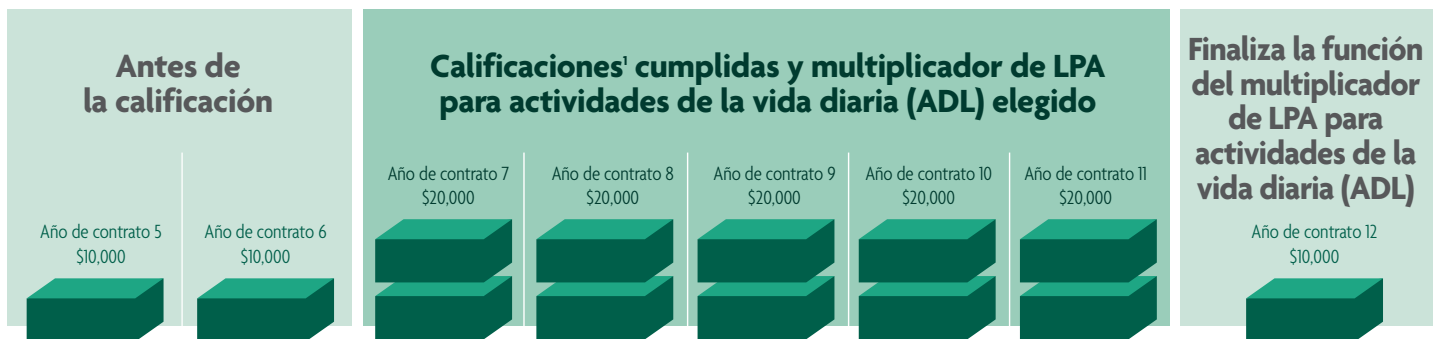 Antes de
la calificación
Año de contrato 5
$10,000
Año de contrato 6
$10,000
Calificaciones¹ cumplidas y multiplicador de LPA
para actividades de la vida diaria (ADL) elegido
Año de contrato 7
$20,000
Año de contrato 8
$20,000
Año de contrato 9
$20,000
Año de contrato 10
$20,000
Año de contrato 11
$20,000
Finaliza la función
del multiplicador
de LPA para
actividades de la
vida diaria (ADL)
Año de contrato 12
$10,000